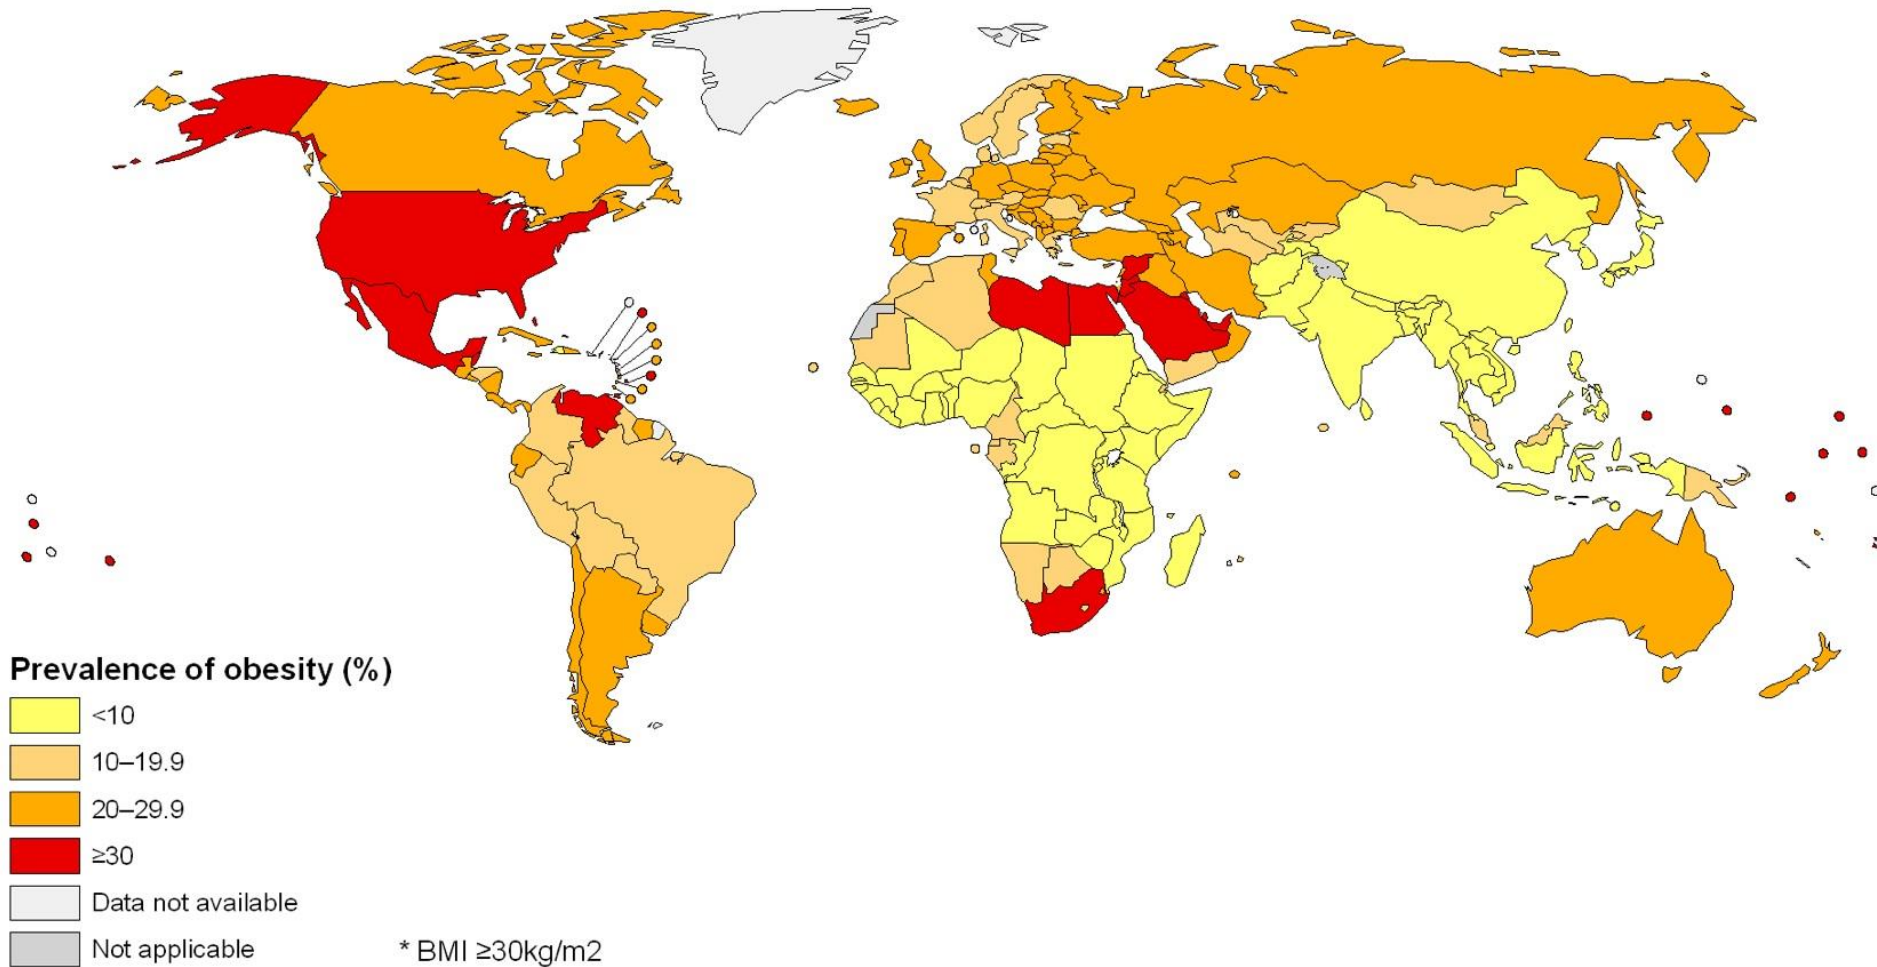 Prevalence of obesity (%)
<10
10–19.9
20–29.9
≥30
Data not available
Not applicable
* BMI ≥30kg/m2